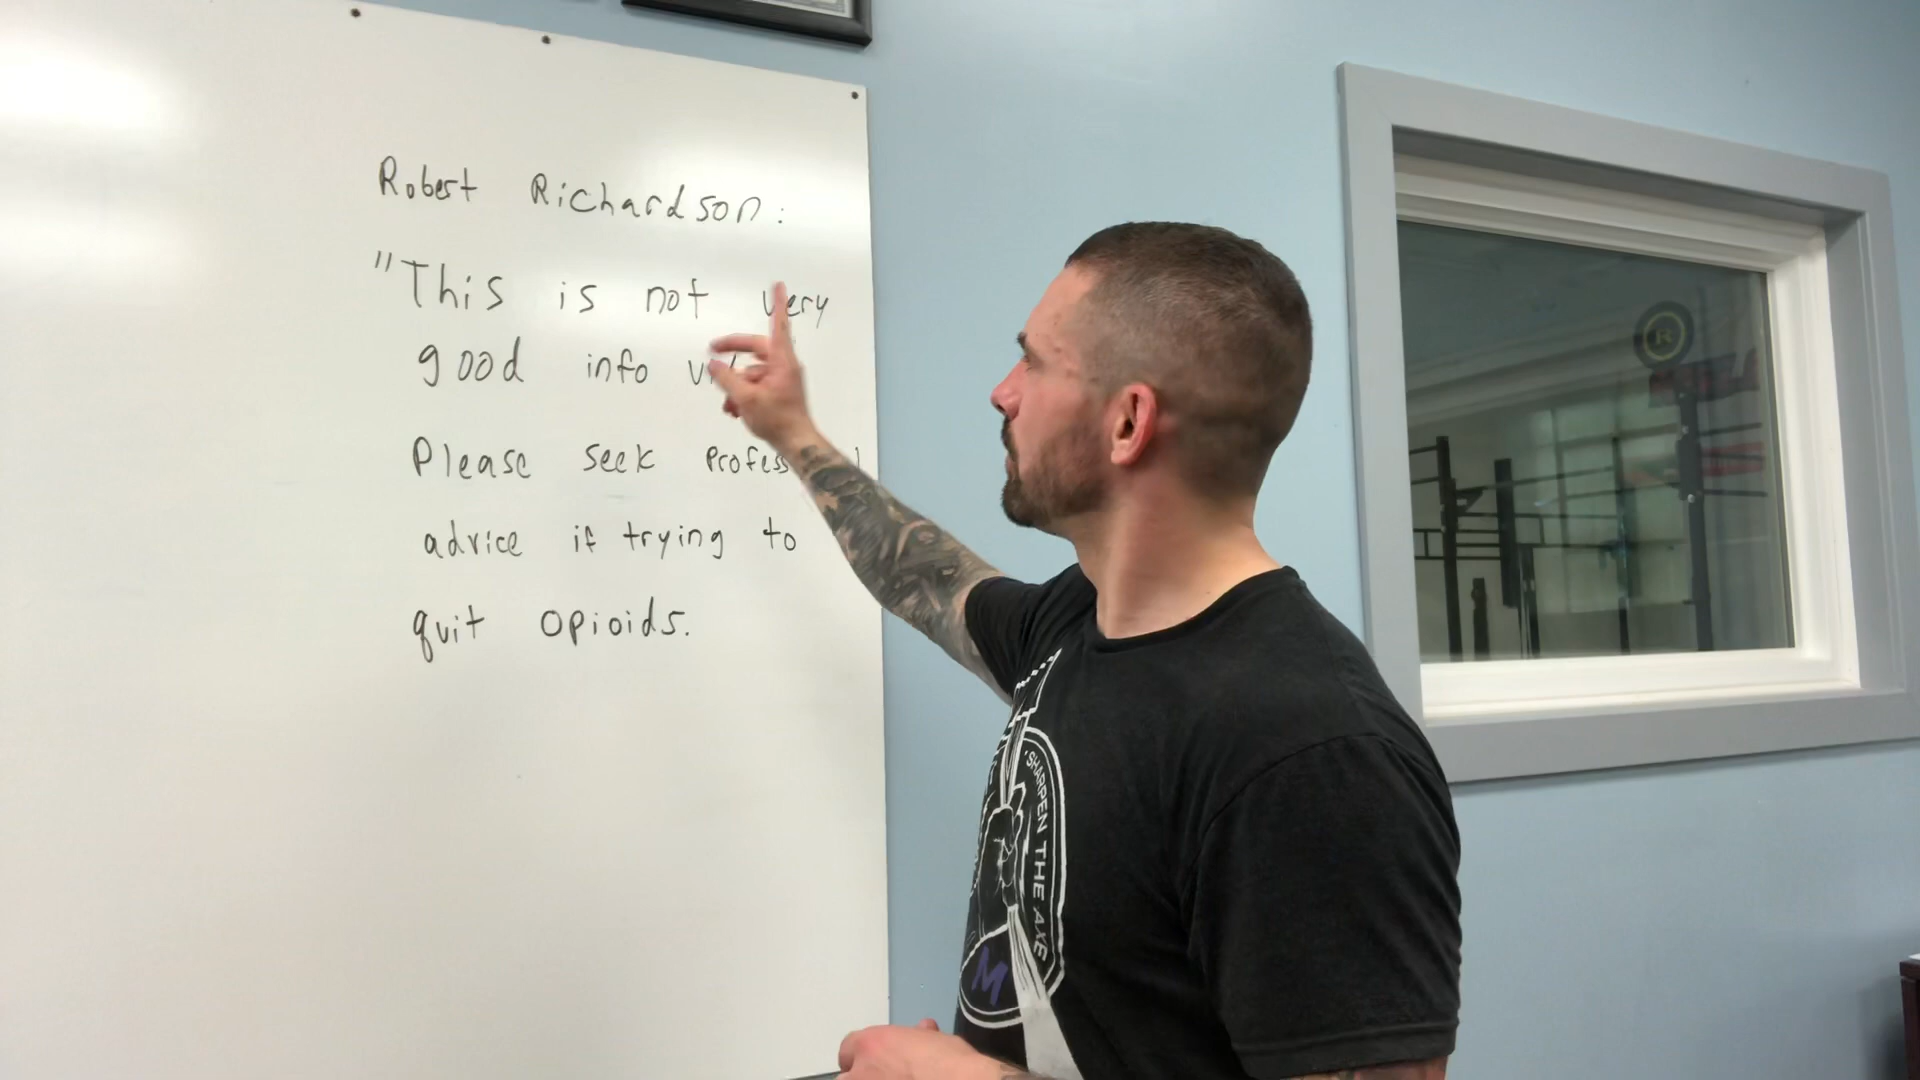 Robert Richardson:
"This is not very
good info
Please seek
advice if trying to
quit opioids.
SHARPEN THE AXE
M
R